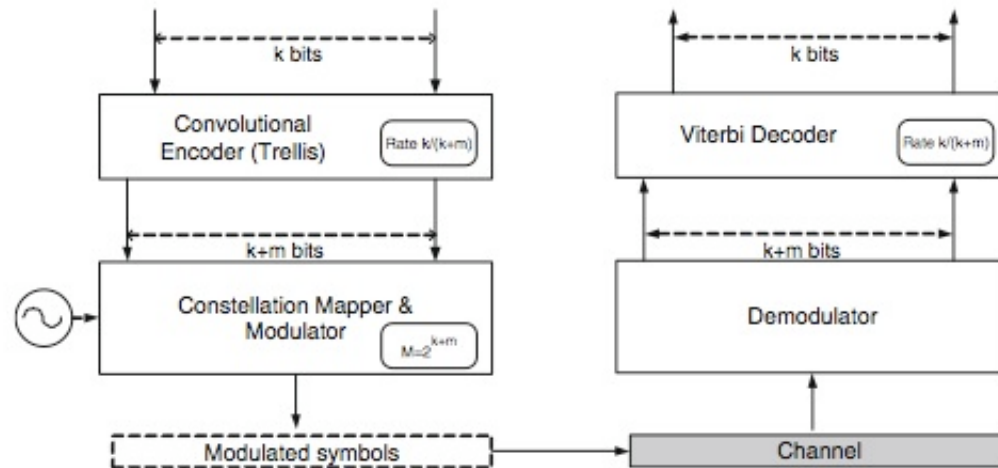 k bits
Convolutional
Encoder (Trellis)
Rate k/(k+m)
k+m bits
Constellation Mapper &
Modulator
M=2^k+m
Modulated symbols
k bits
Viterbi Decoder
Rate k/(k+m)
k+m bits
Demodulator
Channel